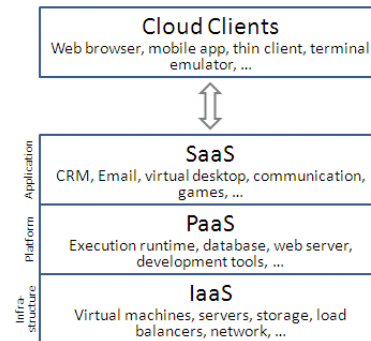 Cloud Clients
Web browser, mobile app, thin client, terminal
emulator, ...
Application
SaaS
CRM, Email, virtual desktop, communication,
games, ...
Platform
PaaS
Execution runtime, database, web server,
development tools, ...
Infra-
structure
IaaS
Virtual machines, servers, storage, load
balancers, network, ...